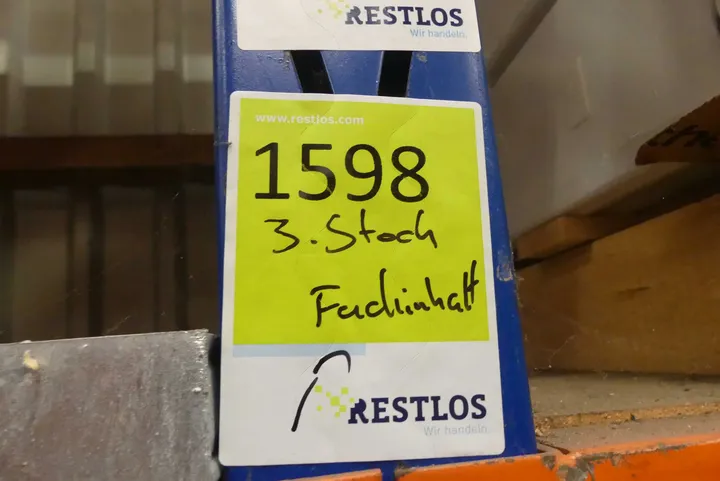 RESTLOS
Wir handeln.
www.restlos.com
1598
3. Stock
Fachinhalt
RESTLOS
Wir handeln.